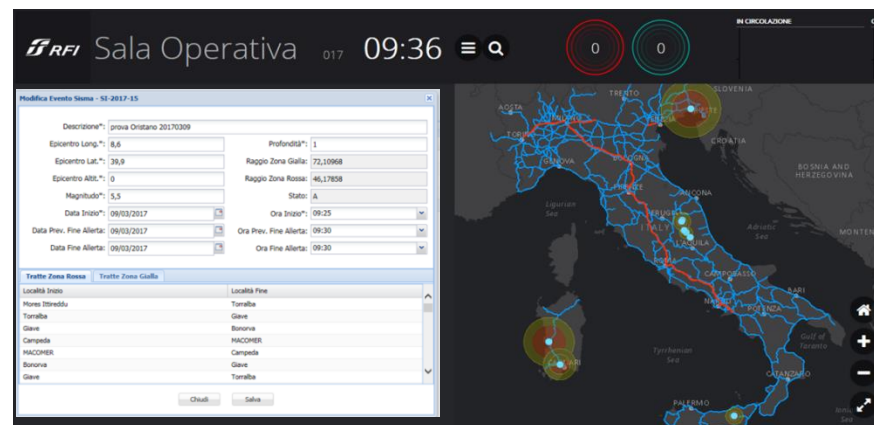 RFI Sala Operativa 017 09:36
0 0
IN CIRCOLAZIONE
Modifica Evento Sisma - SI-2017-15
Descrizione*: prova Oristano 20170309
Epicentro Long.*: 8,6 Profondità*: 1
Epicentro Lat.*: 39,9 Raggio Zona Gialla: 72,10968
Epicentro Altit.*: 0 Raggio Zona Rossa: 46,17858
Magnitudo*: 5,5 Stato: A
Data Inizio*: 09/03/2017 Ora Inizio*: 09:25
Data Prev. Fine Allerta: 09/03/2017 Ora Prev. Fine Allerta: 09:30
Data Fine Allerta: 09/03/2017 Ora Fine Allerta: 09:30
Tratte Zona Rossa Tratte Zona Gialla
Località Inizio Località Fine
Mores Ittireddu Torralba
Torralba Giave
Giave Bonorva
Campeda MACOMER
MACOMER Campeda
Bonorva Giave
Giave Torralba
Chiudi Salva
TRENTO SLOVENIA
AOSTA
CROATIA
GENOVA BOLOGNA
BOSNIA AND
HERZEGOVINA
Ligurian
Sea
ANCONA
ITALY
Adriatic
Sea
L'AQUILA
ROMA
CAMPOBASSO
BARI
NAPOLI POTENZA
Gulf of
Taranto
Tyrrhenian
Sea
CATANZARO
PALERMO